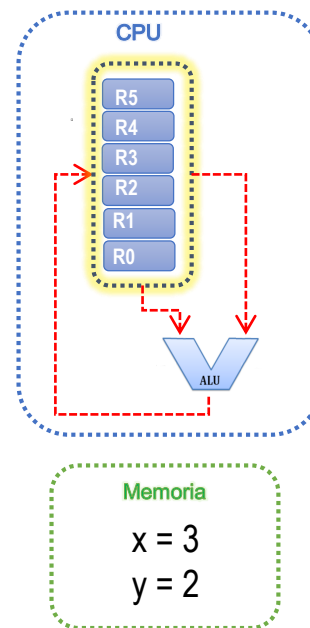 CPU
R5
R4
R3
R2
R1
R0
ALU
Memoria
x = 3
y = 2